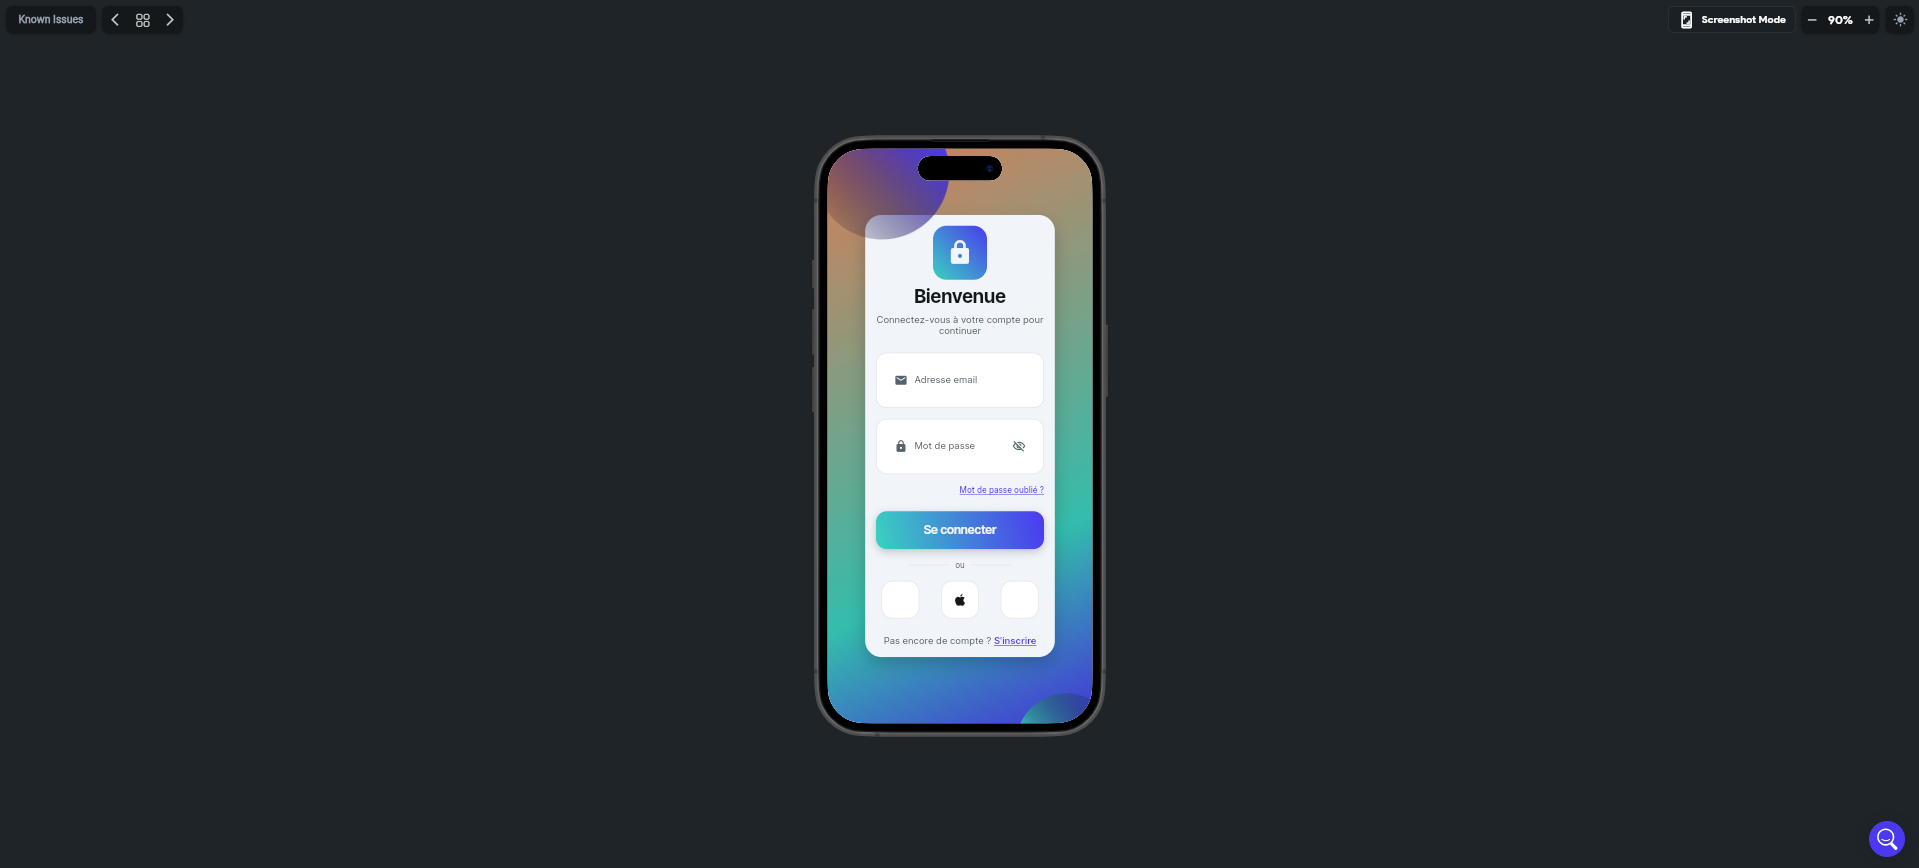 Known Issues
Screenshot Mode
90%
Bienvenue
Connectez-vous à votre compte pour
continuer
Adresse email
Mot de passe
Mot de passe oublié ?
Se connecter
ou
Pas encore de compte ? S'inscrire